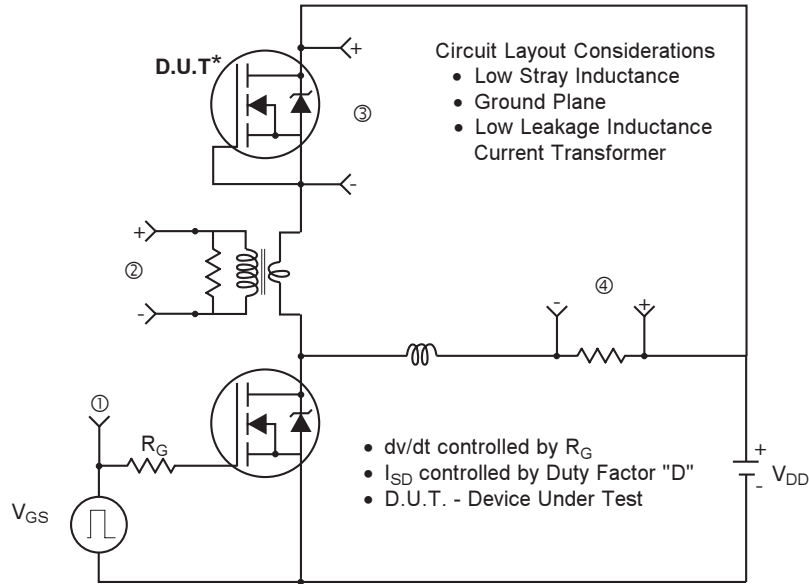 D.U.T*
+
Circuit Layout Considerations
• Low Stray Inductance
• Ground Plane
• Low Leakage Inductance
Current Transformer
③
-
+
②
-
④
- +
①
R_G
• dv/dt controlled by R_G
• I_SD controlled by Duty Factor "D"
• D.U.T. - Device Under Test
+
V_DD
-
V_GS